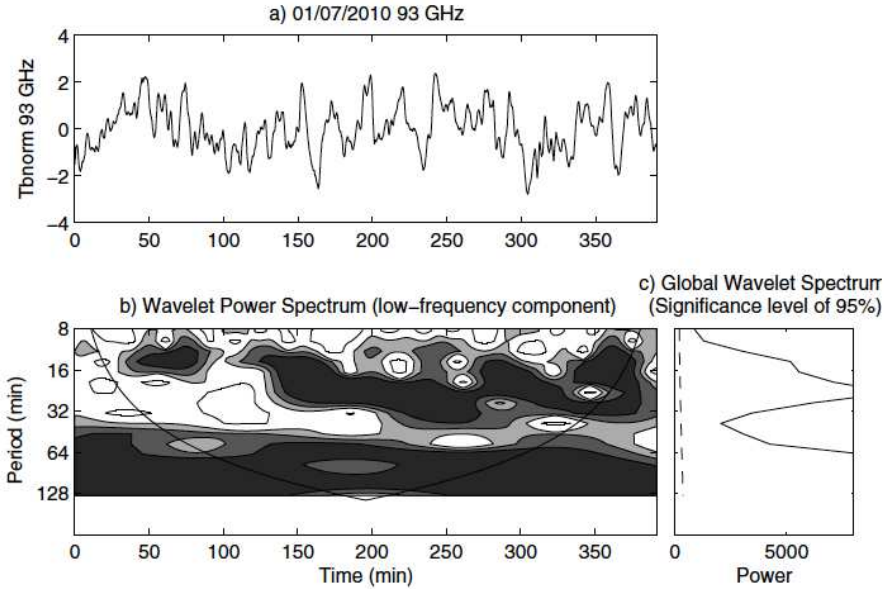 a) 01/07/2010 93 GHz
Tbnorm 93 GHz
4
2
0
−2
−4
0 50 100 150 200 250 300 350
b) Wavelet Power Spectrum (low−frequency component)
c) Global Wavelet Spectrum
(Significance level of 95%)
Period (min)
8
16
32
64
128
0 50 100 150 200 250 300 350
Time (min)
0 5000
Power